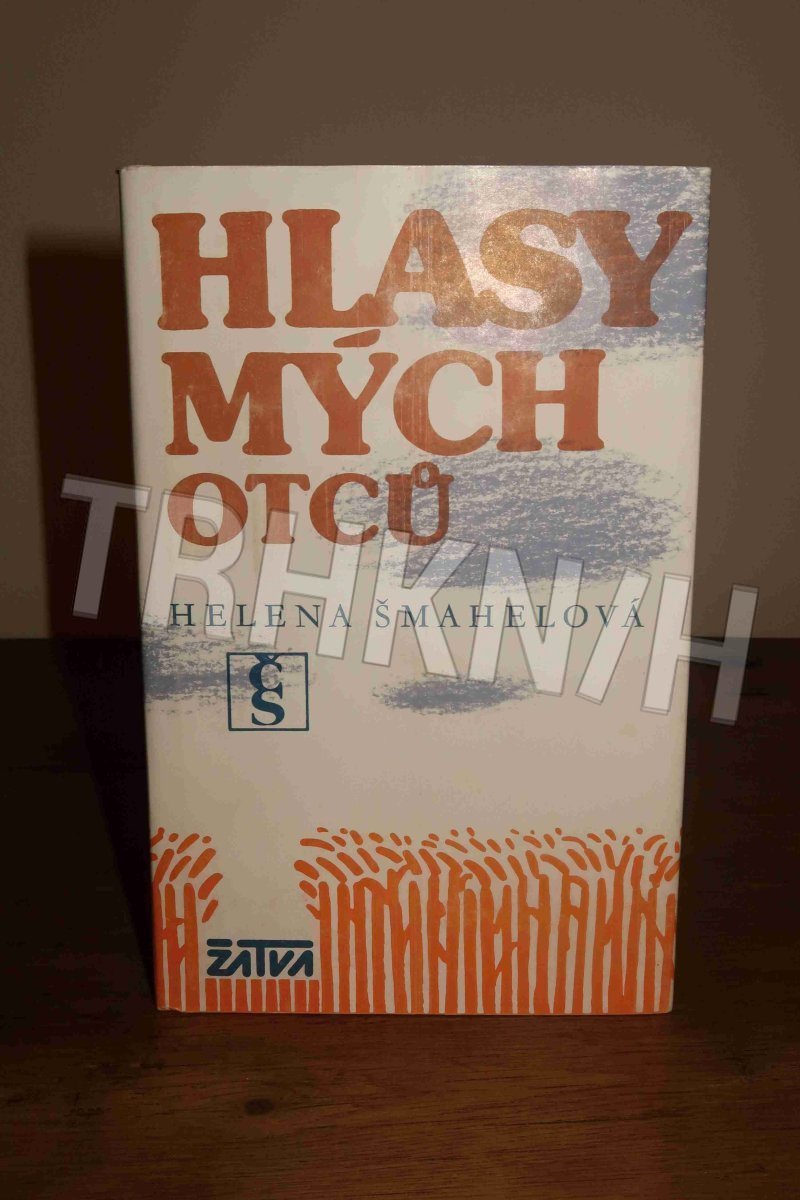 HLASY
MÝCH
OTCŮ
TRHKNIH
HELENA ŠMAHELOVÁ
ČS
ŽATVA